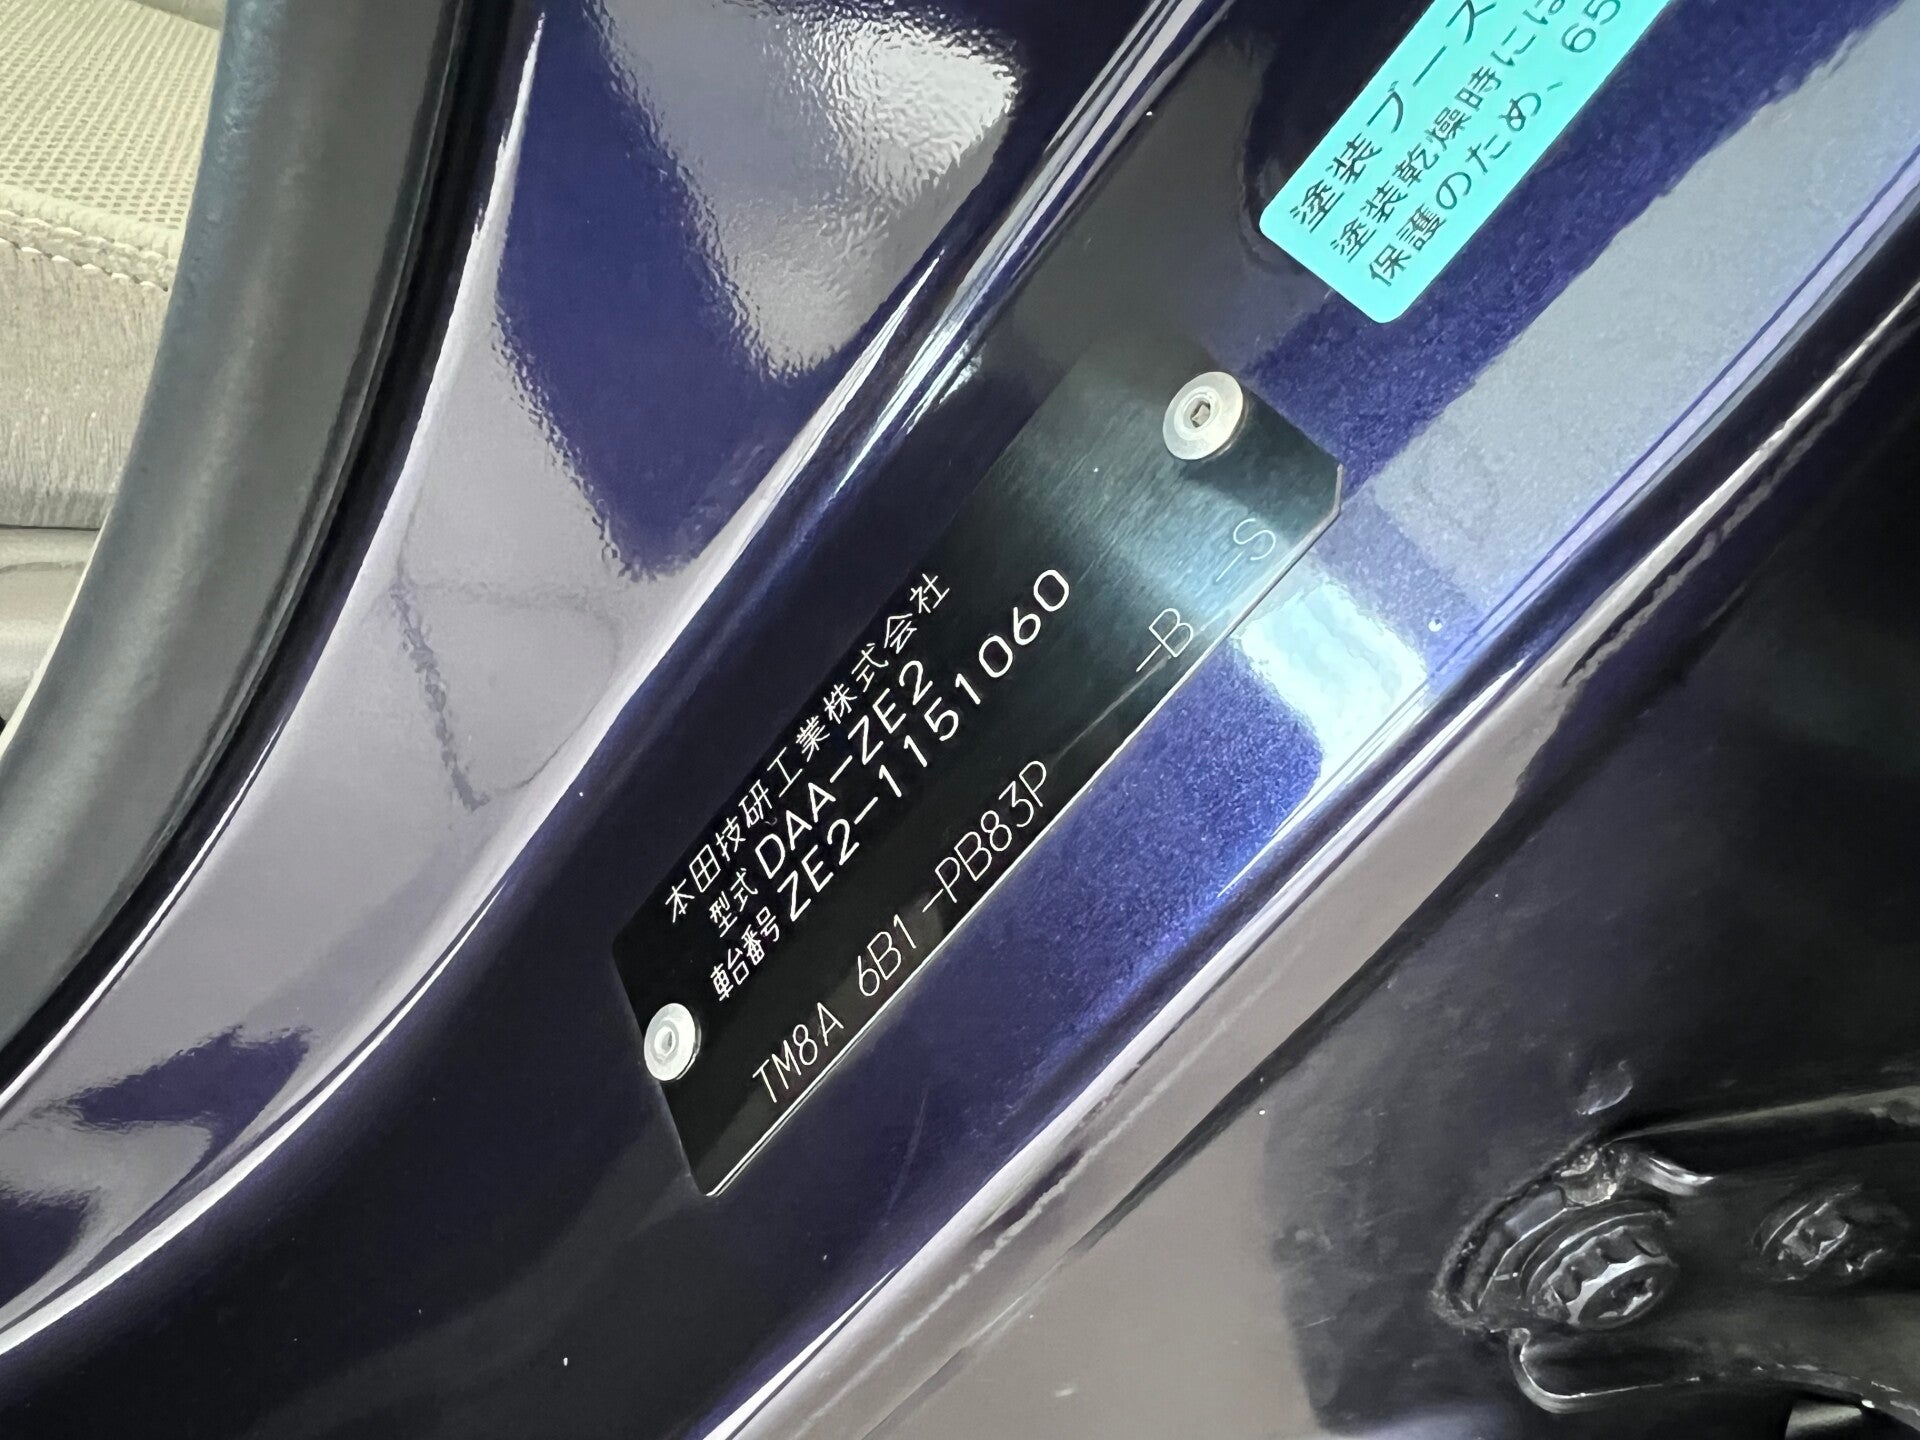 塗装ブース
塗装乾燥時には
保護のため、65
本田技研工業株式会社
型式 DAA-ZE2
車台番号 ZE2-1151060
TM8A 6B1 -PB83P -B -S